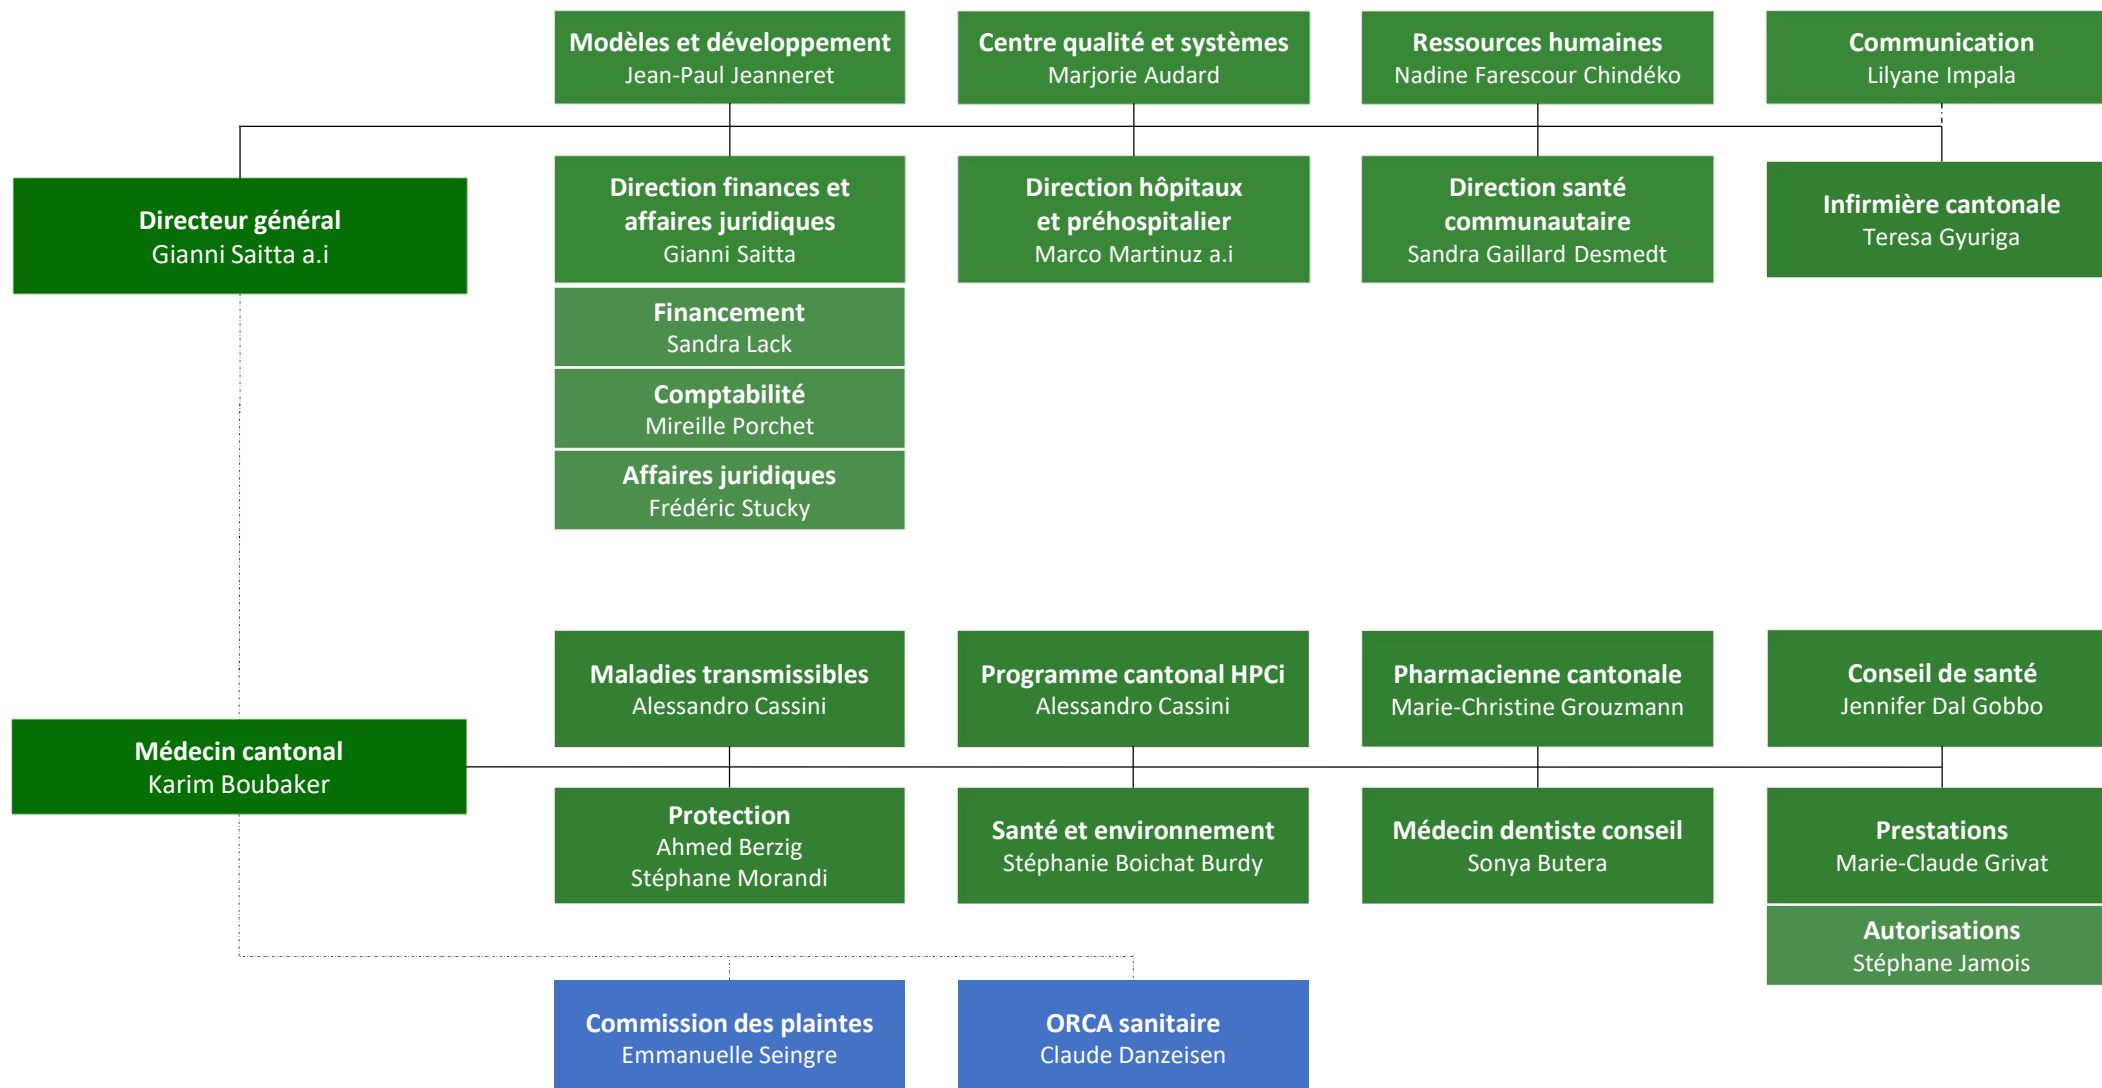 Modèles et développement
Jean-Paul Jeanneret
Centre qualité et systèmes
Marjorie Audard
Ressources humaines
Nadine Farescour Chindéko
Communication
Lilyane Impala
Directeur général
Gianni Saitta a.i
Direction finances et
affaires juridiques
Gianni Saitta
Direction hôpitaux
et préhospitalier
Marco Martinuz a.i
Direction santé
communautaire
Sandra Gaillard Desmedt
Infirmière cantonale
Teresa Gyuriga
Financement
Sandra Lack
Comptabilité
Mireille Porchet
Affaires juridiques
Frédéric Stucky
Médecin cantonal
Karim Boubaker
Maladies transmissibles
Alessandro Cassini
Programme cantonal HPCi
Alessandro Cassini
Pharmacienne cantonale
Marie-Christine Grouzmann
Conseil de santé
Jennifer Dal Gobbo
Protection
Ahmed Berzig
Stéphane Morandi
Santé et environnement
Stéphanie Boichat Burdy
Médecin dentiste conseil
Sonya Butera
Prestations
Marie-Claude Grivat
Autorisations
Stéphane Jamois
Commission des plaintes
Emmanuelle Seingre
ORCA sanitaire
Claude Danzeisen